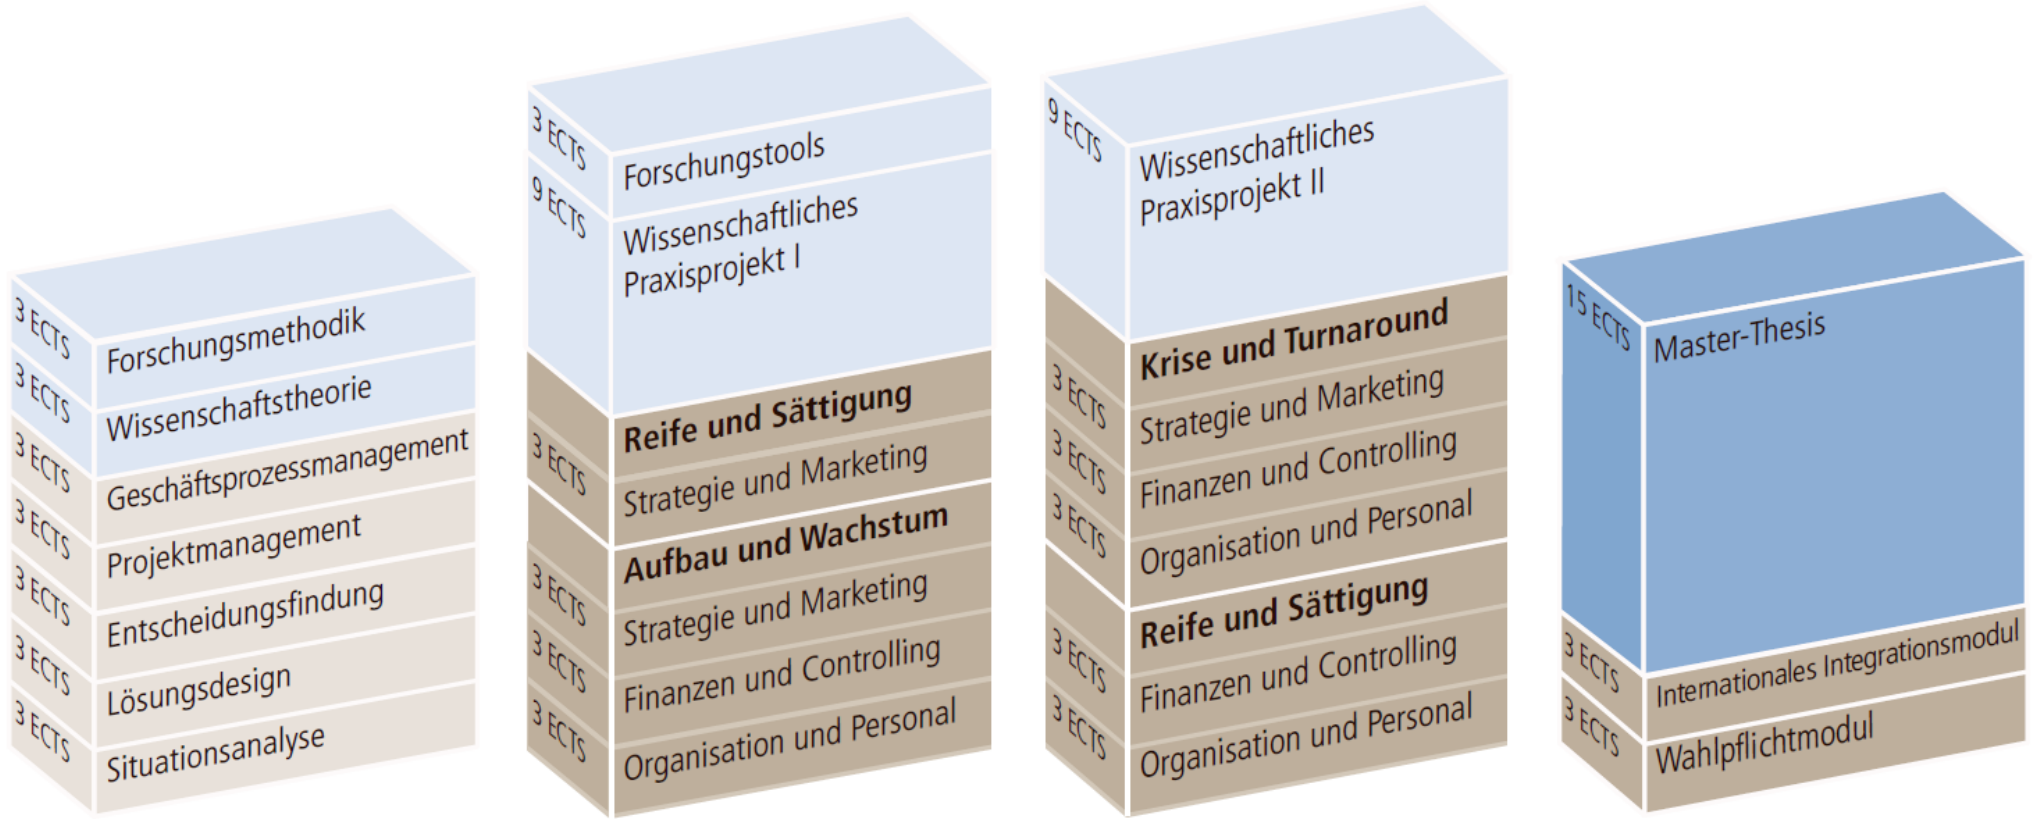 3 ECTS Forschungsmethodik
3 ECTS Wissenschaftstheorie
3 ECTS Geschäftsprozessmanagement
3 ECTS Projektmanagement
3 ECTS Entscheidungsfindung
3 ECTS Lösungsdesign
3 ECTS Situationsanalyse
3 ECTS Forschungstools
9 ECTS Wissenschaftliches
Praxisprojekt I
Reife und Sättigung
3 ECTS Strategie und Marketing
Aufbau und Wachstum
3 ECTS Strategie und Marketing
3 ECTS Finanzen und Controlling
3 ECTS Organisation und Personal
9 ECTS Wissenschaftliches
Praxisprojekt II
Krise und Turnaround
3 ECTS Strategie und Marketing
3 ECTS Finanzen und Controlling
3 ECTS Organisation und Personal
Reife und Sättigung
3 ECTS Finanzen und Controlling
3 ECTS Organisation und Personal
15 ECTS Master-Thesis
3 ECTS Internationales Integrationsmodul
3 ECTS Wahlpflichtmodul